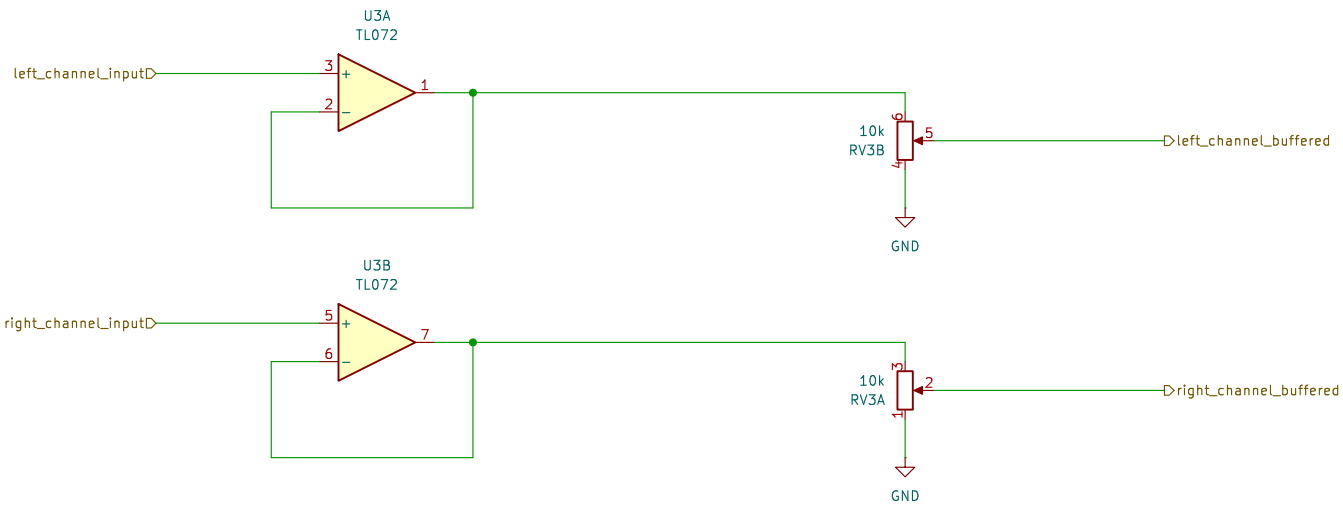 U3A
TL072
left_channel_input
3
+
2
−
1
6
10k
RV3B
5
4
left_channel_buffered
GND
U3B
TL072
right_channel_input
5
+
6
−
7
3
10k
RV3A
2
1
right_channel_buffered
GND